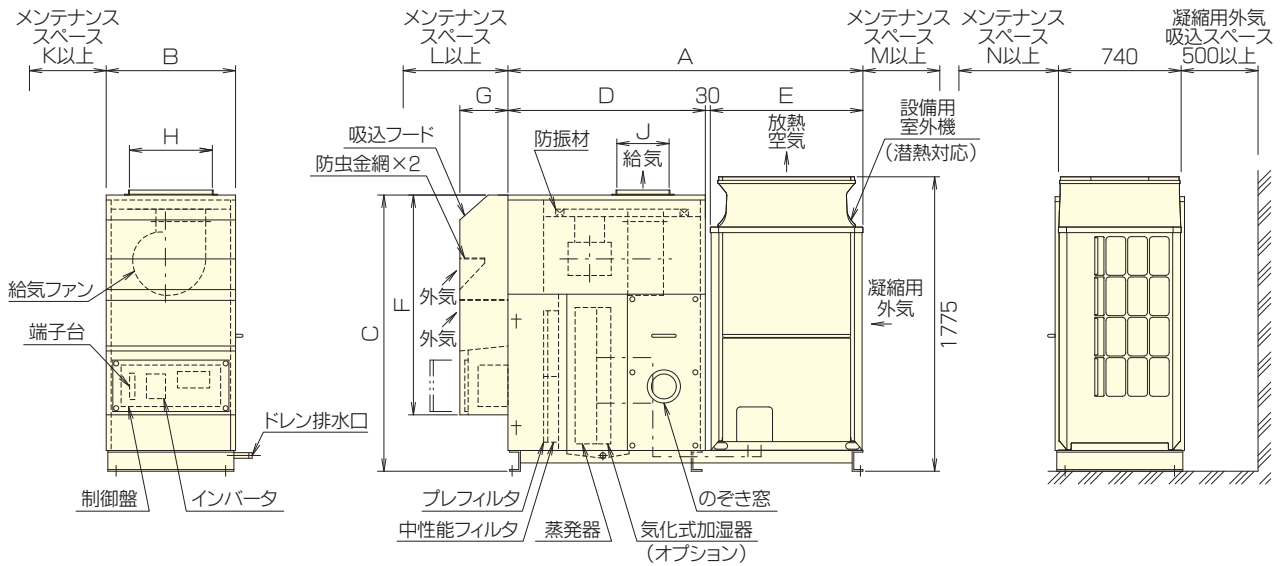 メンテナンス
スペース
K以上
B
メンテナンス
スペース
L以上
A
メンテナンス
スペース
M以上
メンテナンス
スペース
N以上
740
凝縮用外気
吸込スペース
500以上
G
D
30
E
H
吸込フード
防虫金網×2
防振材
J
給気
放熱
空気
設備用
室外機
(潜熱対応)
給気ファン
端子台
C
F
外気
外気
凝縮用
外気
1775
ドレン排水口
制御盤
インバータ
プレフィルタ
中性能フィルタ
蒸発器
のぞき窓
気化式加湿器
(オプション)